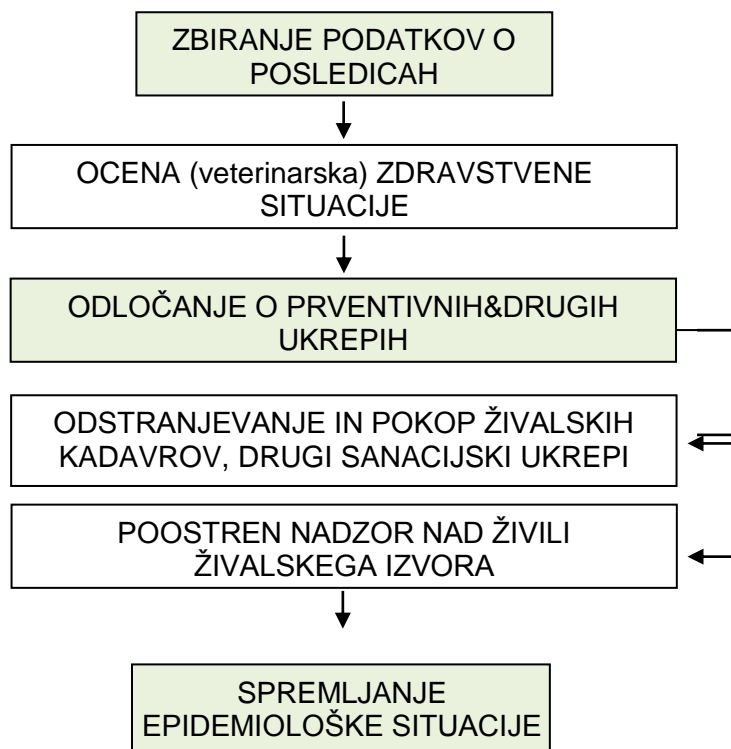 ZBIRANJE PODATKOV O
POSLEDICAH
OCENA (veterinarska) ZDRAVSTVENE
SITUACIJE
ODLOČANJE O PRVENTIVNIH&DRUGIH
UKREPIH
ODSTRANJEVANJE IN POKOP ŽIVALSKIH
KADAVROV, DRUGI SANACIJSKI UKREPI
POOSTREN NADZOR NAD ŽIVILI
ŽIVALSKEGA IZVORA
SPREMLJANJE
EPIDEMIOLOŠKE SITUACIJE